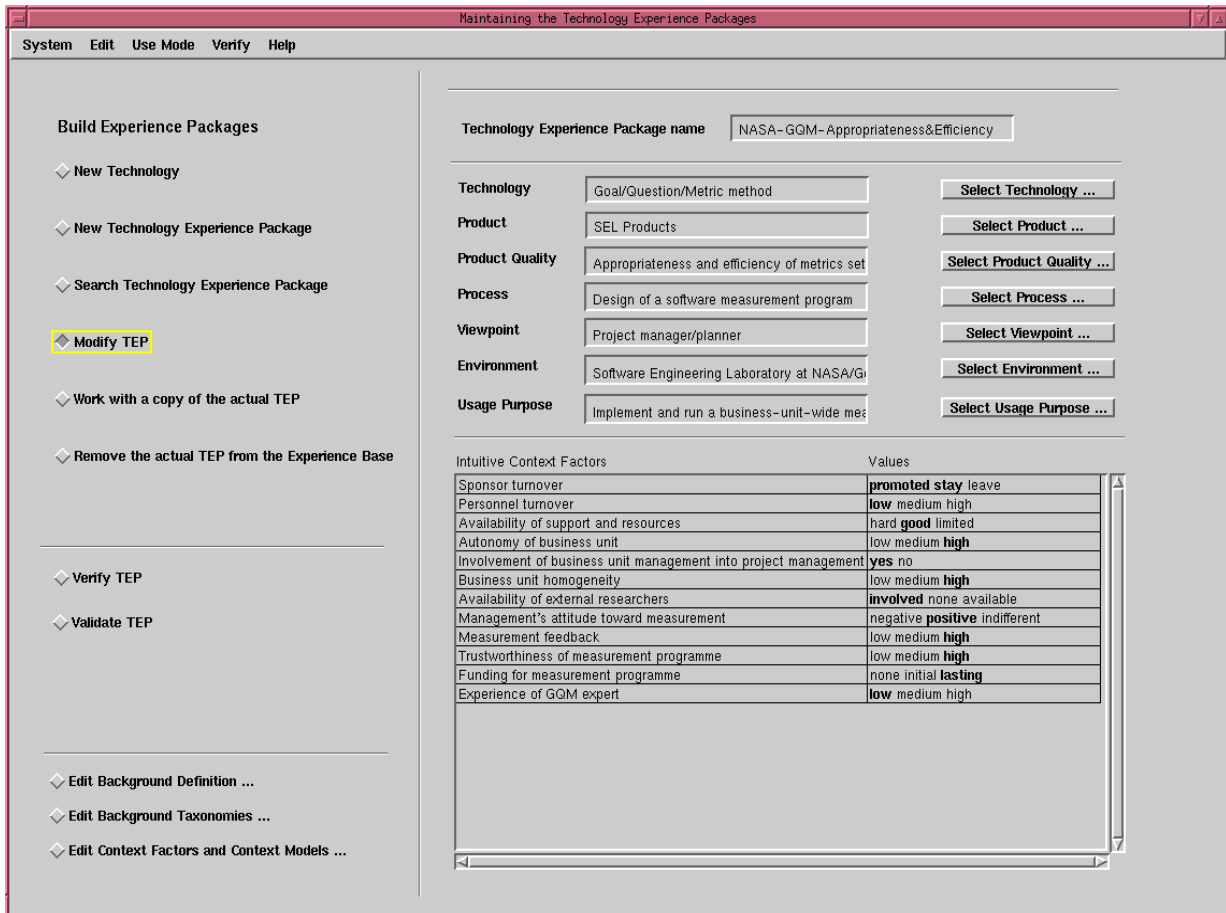 Maintaining the Technology Experience Packages
System Edit Use Mode Verify Help
Build Experience Packages
New Technology
New Technology Experience Package
Search Technology Experience Package
Modify TEP
Work with a copy of the actual TEP
Remove the actual TEP from the Experience Base
Verify TEP
Validate TEP
Edit Background Definition ...
Edit Background Taxonomies ...
Edit Context Factors and Context Models ...
Technology Experience Package name NASA-GQM-Appropriateness&Efficiency
Technology Goal/Question/Metric method Select Technology ...
Product SEL Products Select Product ...
Product Quality Appropriateness and efficiency of metrics set Select Product Quality ...
Process Design of a software measurement program Select Process ...
Viewpoint Project manager/planner Select Viewpoint ...
Environment Software Engineering Laboratory at NASA/Go Select Environment ...
Usage Purpose Implement and run a business-unit-wide mea Select Usage Purpose ...
Intuitive Context Factors Values
Sponsor turnover promoted stay leave
Personnel turnover low medium high
Availability of support and resources hard good limited
Autonomy of business unit low medium high
Involvement of business unit management into project management yes no
Business unit homogeneity low medium high
Availability of external researchers involved none available
Management's attitude toward measurement negative positive indifferent
Measurement feedback low medium high
Trustworthiness of measurement programme low medium high
Funding for measurement programme none initial lasting
Experience of GQM expert low medium high